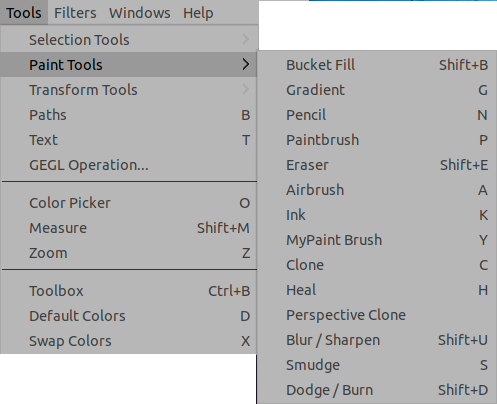 Tools Filters Windows Help
Selection Tools
Paint Tools
Transform Tools
Paths B
Text T
GEGL Operation...
Color Picker O
Measure Shift+M
Zoom Z
Toolbox Ctrl+B
Default Colors D
Swap Colors X
Bucket Fill Shift+B
Gradient G
Pencil N
Paintbrush P
Eraser Shift+E
Airbrush A
Ink K
MyPaint Brush Y
Clone C
Heal H
Perspective Clone
Blur / Sharpen Shift+U
Smudge S
Dodge / Burn Shift+D